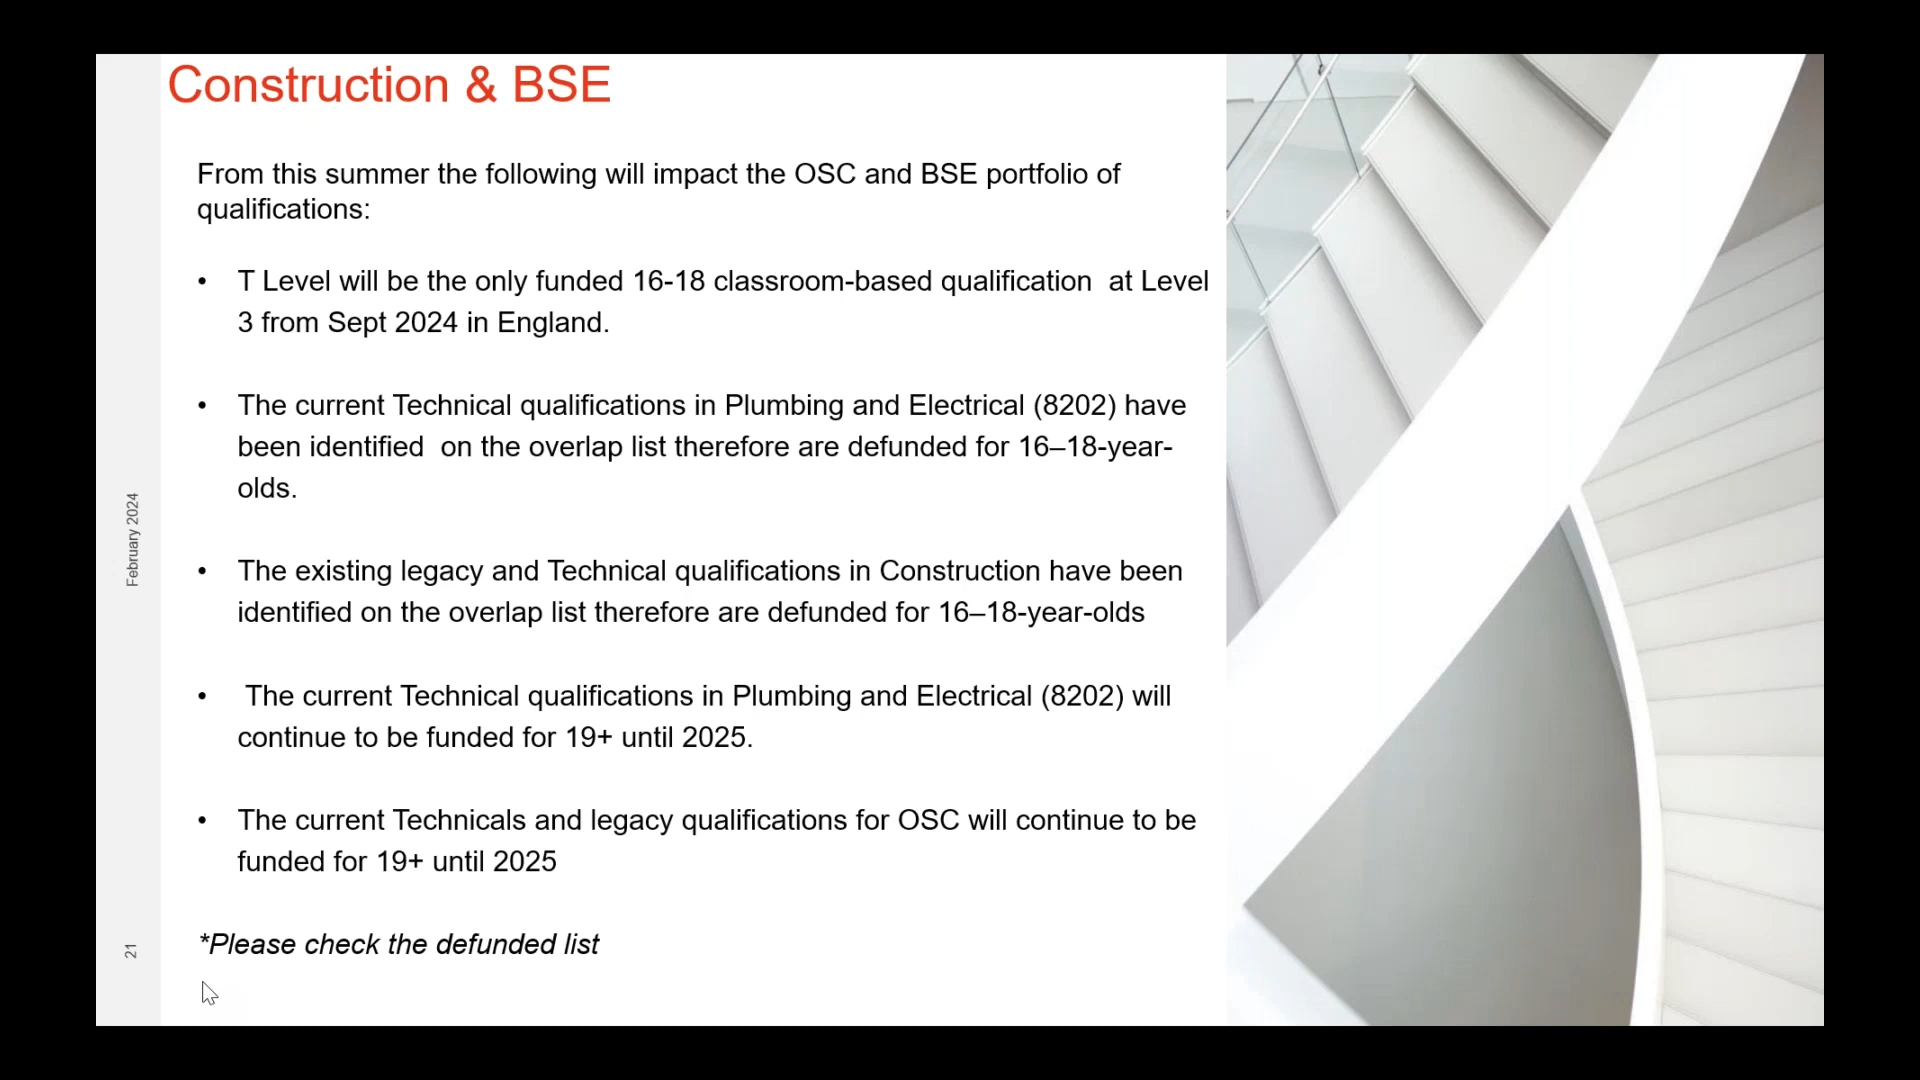 Construction & BSE
From this summer the following will impact the OSC and BSE portfolio of
qualifications:
• T Level will be the only funded 16-18 classroom-based qualification  at Level
3 from Sept 2024 in England.
• The current Technical qualifications in Plumbing and Electrical (8202) have
been identified  on the overlap list therefore are defunded for 16–18-year-
olds.
• The existing legacy and Technical qualifications in Construction have been
identified on the overlap list therefore are defunded for 16–18-year-olds
• The current Technical qualifications in Plumbing and Electrical (8202) will
continue to be funded for 19+ until 2025.
• The current Technicals and legacy qualifications for OSC will continue to be
funded for 19+ until 2025
*Please check the defunded list
February 2024
21